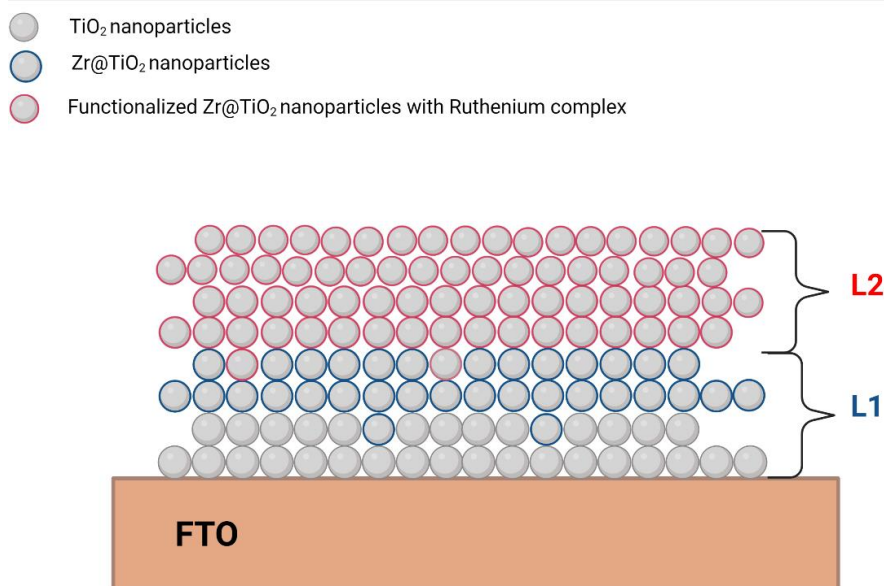 TiO₂ nanoparticles
Zr@TiO₂ nanoparticles
Functionalized Zr@TiO₂ nanoparticles with Ruthenium complex
L2
L1
FTO